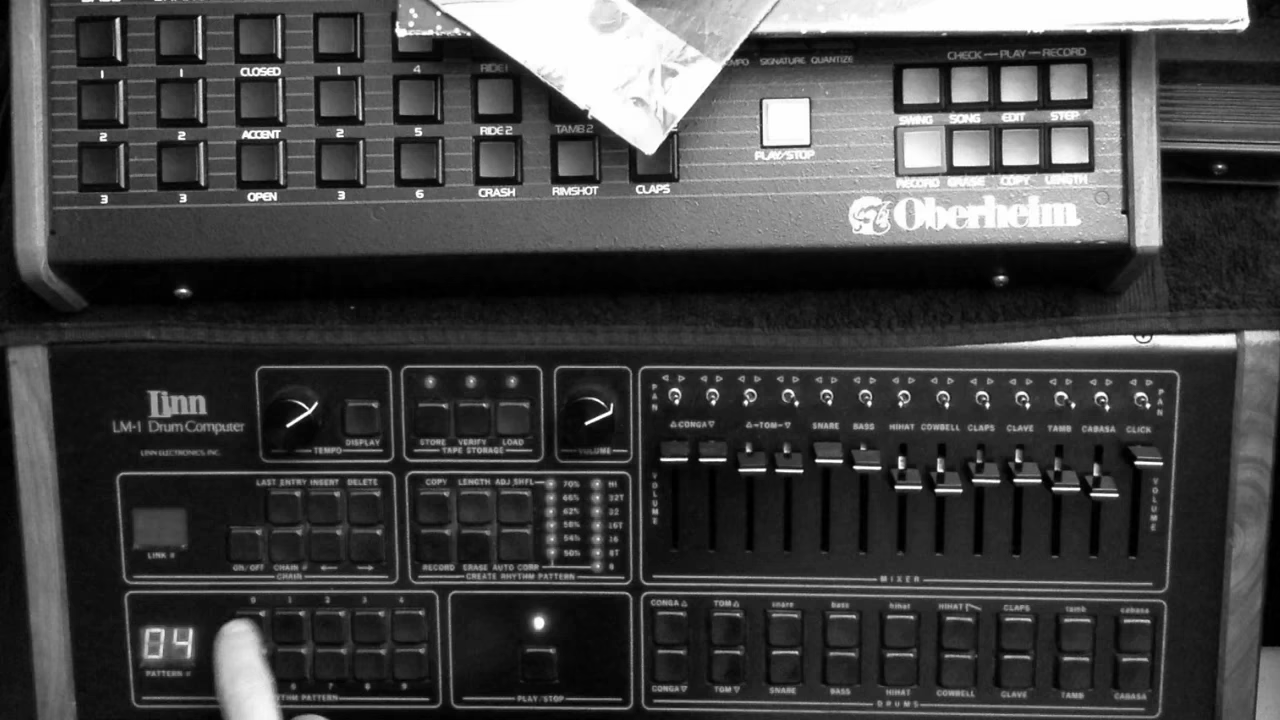 CHECK — PLAY — RECORD
SIGNATURE QUANTIZE
1 1 CLOSED 1 4 RIDE 1
SWING SONG EDIT STEP
2 2 ACCENT 2 5 RIDE 2 TAMB 2
PLAY/STOP
RECORD ERASE COPY LENGTH
3 3 OPEN 3 6 CRASH RIMSHOT CLAPS
Oberheim
Linn
LM-1 Drum Computer
LINN ELECTRONICS, INC.
TEMPO
DISPLAY
STORE VERIFY LOAD
TAPE STORAGE
VOLUME
PAN
PAN
CONGA TOM SNARE BASS HIHAT COWBELL CLAPS CLAVE TAMB CABASA CLICK
VOLUME
VOLUME
MIXER
LAST ENTRY INSERT DELETE
LINK #
ON/OFF CHAIN # ← →
CHAIN
COPY LENGTH ADJ SHFL
70% HI
66% 32T
62% 32
58% 16T
54% 16
50% 8T
8
RECORD ERASE AUTO CORR
CREATE RHYTHM PATTERN
0 1 2 3 4
04
PATTERN #
6 7 8 9
RHYTHM PATTERN
PLAY/STOP
CONGA TOM snare bass hihat HIHAT CLAPS tamb cabasa
CONGA TOM SNARE BASS HIHAT COWBELL CLAVE TAMB CABASA
DRUMS